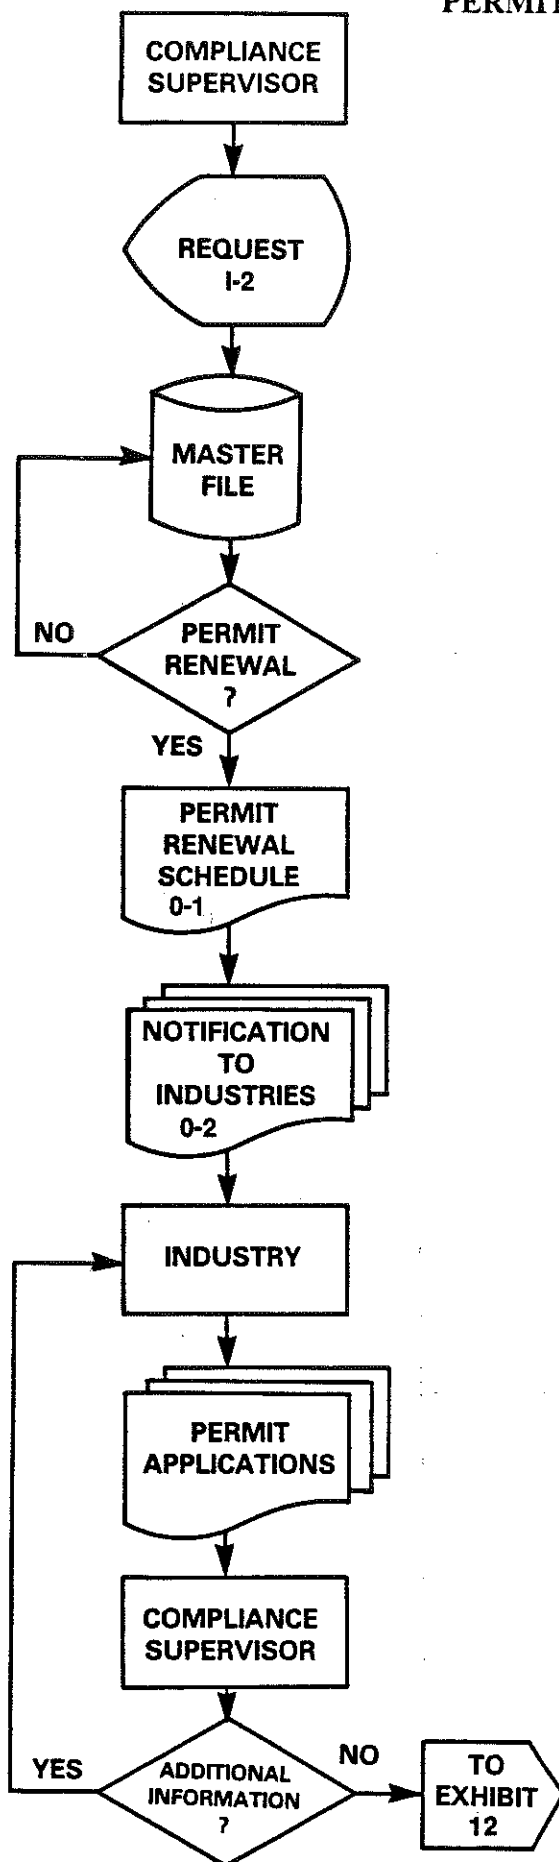 PERMIT
COMPLIANCE
SUPERVISOR
REQUEST
I-2
MASTER
FILE
NO
PERMIT
RENEWAL
?
YES
PERMIT
RENEWAL
SCHEDULE
0-1
NOTIFICATION
TO
INDUSTRIES
0-2
INDUSTRY
PERMIT
APPLICATIONS
COMPLIANCE
SUPERVISOR
YES
ADDITIONAL
INFORMATION
?
NO
TO
EXHIBIT
12